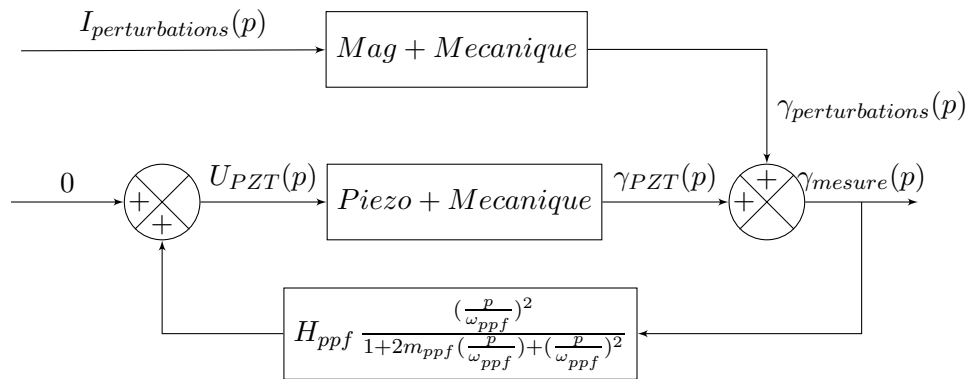 I_{perturbations}(p)
Mag + Mecanique
γ_{perturbations}(p)
0
+
+
U_{PZT}(p)
Piezo + Mecanique
γ_{PZT}(p)
+
+
γ_{mesure}(p)
H_{ppf} \frac{(\frac{p}{ω_{ppf}})^2}{1+2m_{ppf}(\frac{p}{ω_{ppf}})+(\frac{p}{ω_{ppf}})^2}